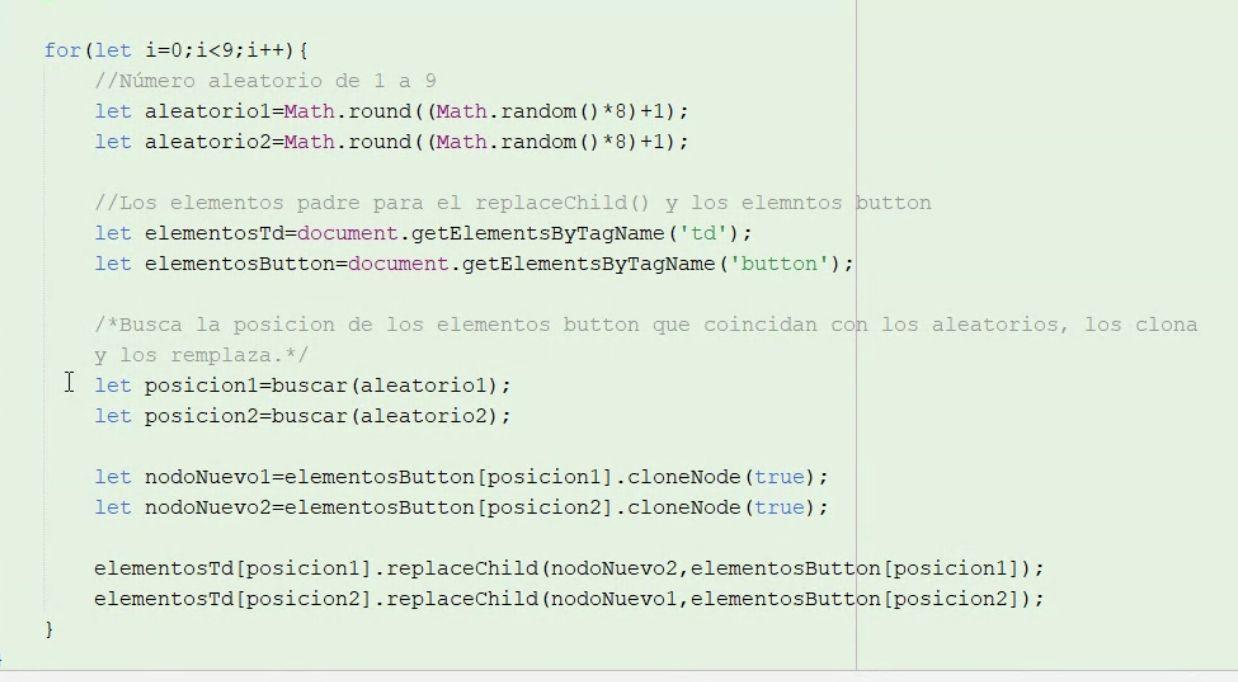 for(let i=0;i<9;i++){
//Número aleatorio de 1 a 9
let aleatorio1=Math.round((Math.random()*8)+1);
let aleatorio2=Math.round((Math.random()*8)+1);
//Los elementos padre para el replaceChild() y los elemntos button
let elementosTd=document.getElementsByTagName('td');
let elementosButton=document.getElementsByTagName('button');
/*Busca la posicion de los elementos button que coincidan con los aleatorios, los clona
y los remplaza.*/
let posicion1=buscar(aleatorio1);
let posicion2=buscar(aleatorio2);
let nodoNuevo1=elementosButton[posicion1].cloneNode(true);
let nodoNuevo2=elementosButton[posicion2].cloneNode(true);
elementosTd[posicion1].replaceChild(nodoNuevo2,elementosButton[posicion1]);
elementosTd[posicion2].replaceChild(nodoNuevo1,elementosButton[posicion2]);
}